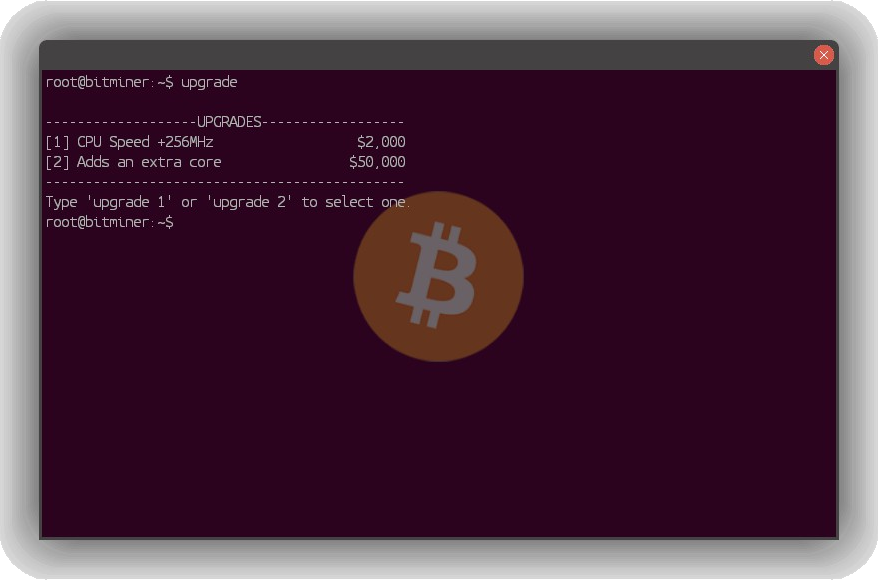 root@bitminer:~$ upgrade
-------------------UPGRADES------------------
[1] CPU Speed +256MHz $2,000
[2] Adds an extra core $50,000
---------------------------------------------
Type 'upgrade 1' or 'upgrade 2' to select one.
root@bitminer:~$